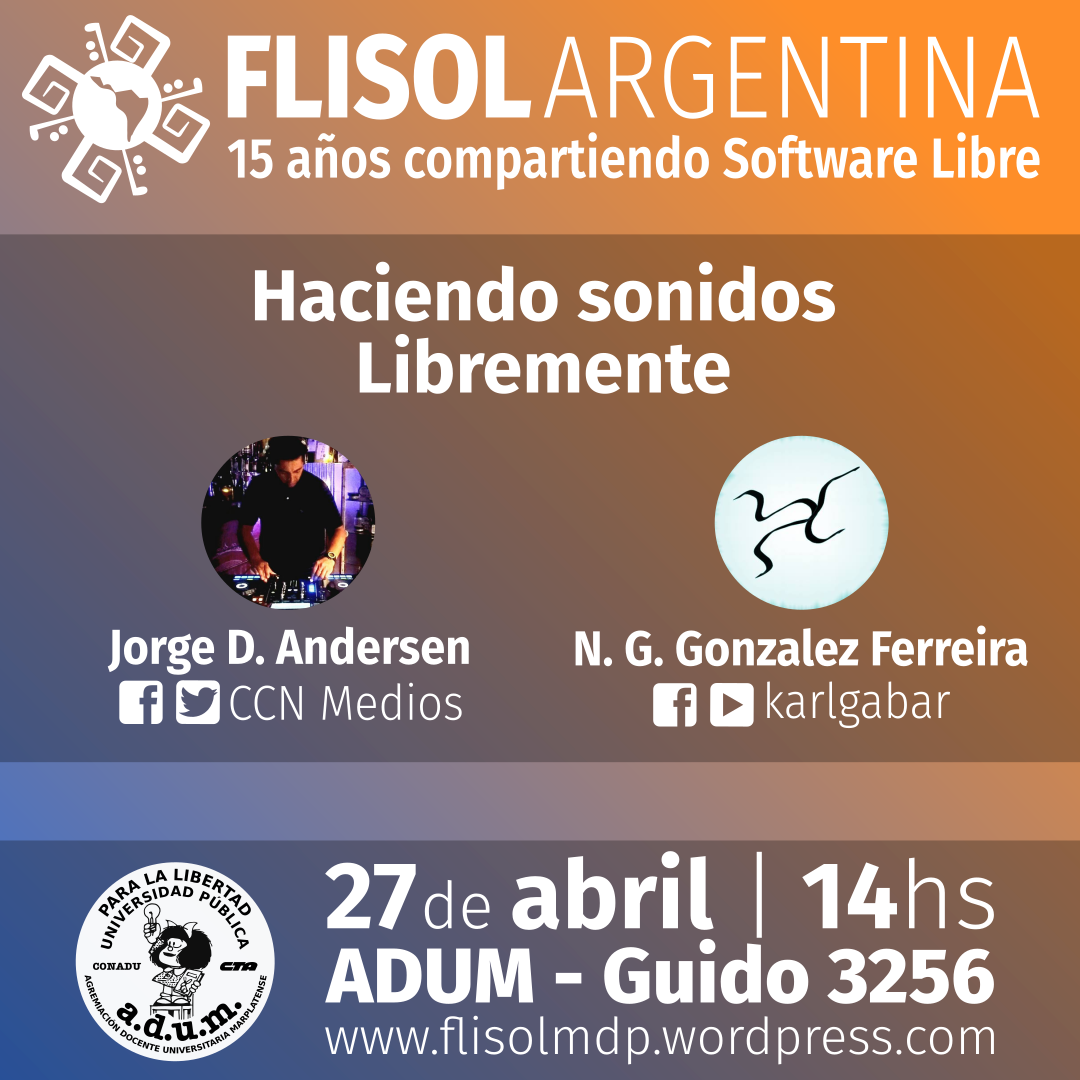 FLISOL ARGENTINA
15 años compartiendo Software Libre
Haciendo sonidos
Libremente
Jorge D. Andersen
CCN Medios
N. G. Gonzalez Ferreira
karlgabar
PARA LA LIBERTAD
UNIVERSIDAD PÚBLICA
CONADU
CTA
a.d.u.m.
AGREMIACIÓN DOCENTE UNIVERSITARIA MARPLATENSE
27 de abril | 14hs
ADUM - Guido 3256
www.flisolmdp.wordpress.com